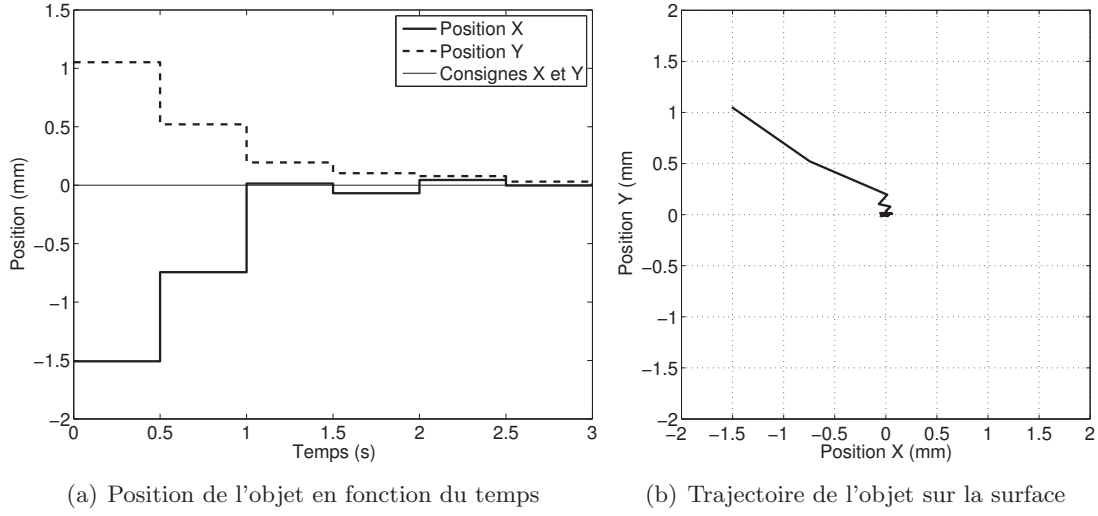 1.5
1
0.5
0
−0.5
−1
−1.5
−2
Position (mm)
Position X
Position Y
Consignes X et Y
0 0.5 1 1.5 2 2.5 3
Temps (s)
(a) Position de l'objet en fonction du temps
2
1.5
1
0.5
0
−0.5
−1
−1.5
−2
Position Y (mm
−2 −1.5 −1 −0.5 0 0.5 1 1.5 2
Position X (mm)
(b) Trajectoire de l'objet sur la surface